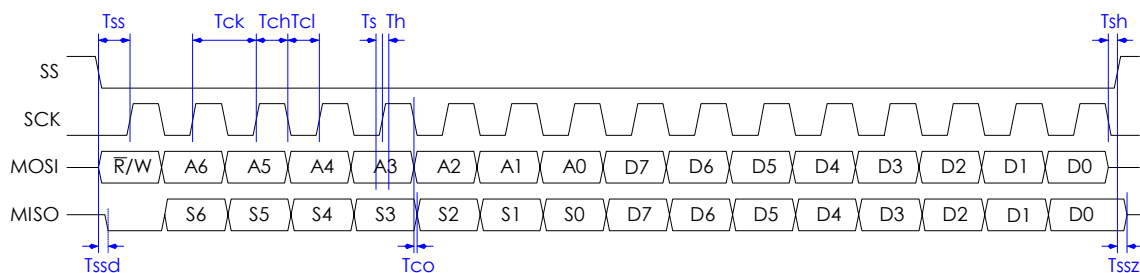 Tss Tck Tch Tcl Ts Th Tsh
SS
SCK
MOSI R̅/W A6 A5 A4 A3 A2 A1 A0 D7 D6 D5 D4 D3 D2 D1 D0
MISO S6 S5 S4 S3 S2 S1 S0 D7 D6 D5 D4 D3 D2 D1 D0
Tssd Tco Tssz